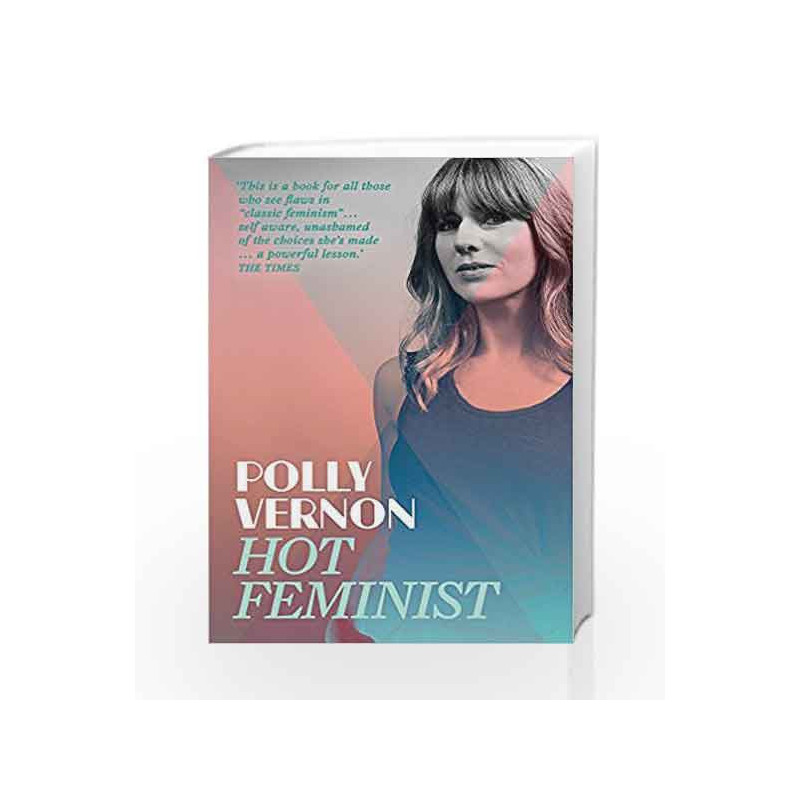 'This is a book for all those
who see flaws in
"classic feminism"...
self aware, unashamed
of the choices she's made
... a powerful lesson.'
THE TIMES
POLLY
VERNON
HOT
FEMINIST